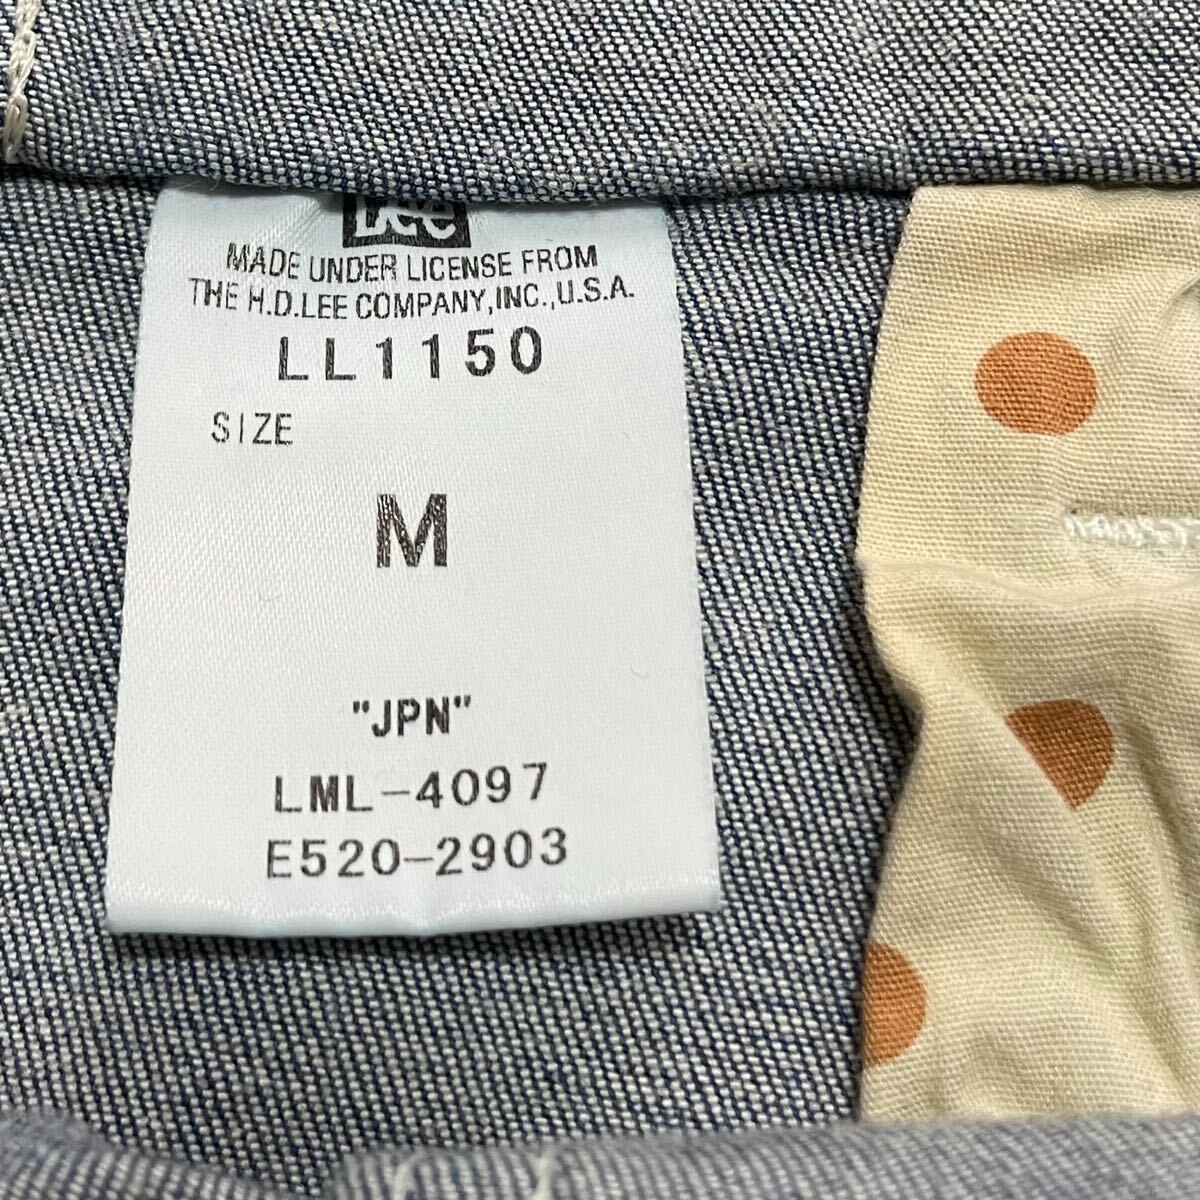 Lee
MADE UNDER LICENSE FROM
THE H.D.LEE COMPANY,INC.,U.S.A.
LL1150
SIZE
M
"JPN"
LML-4097
E520-2903